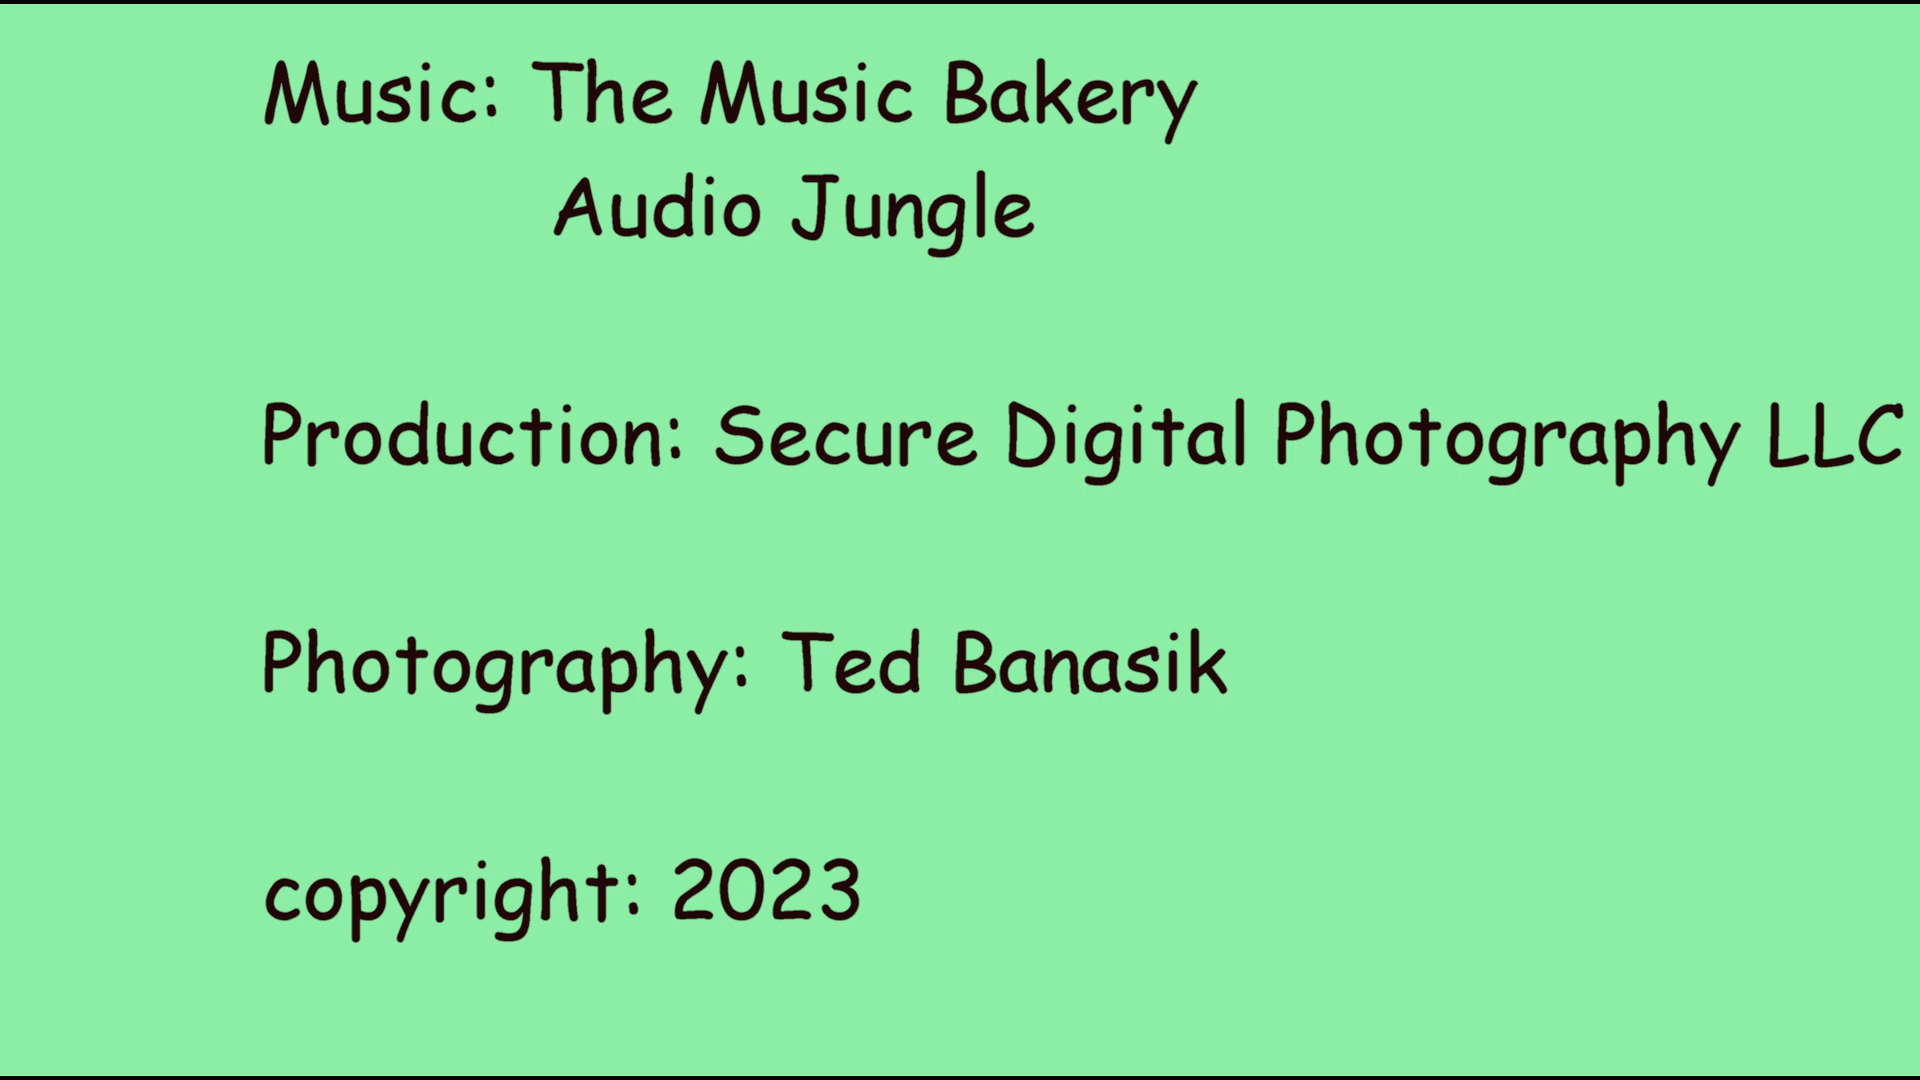 Music: The Music Bakery
Audio Jungle
Production: Secure Digital Photography LLC
Photography: Ted Banasik
copyright: 2023